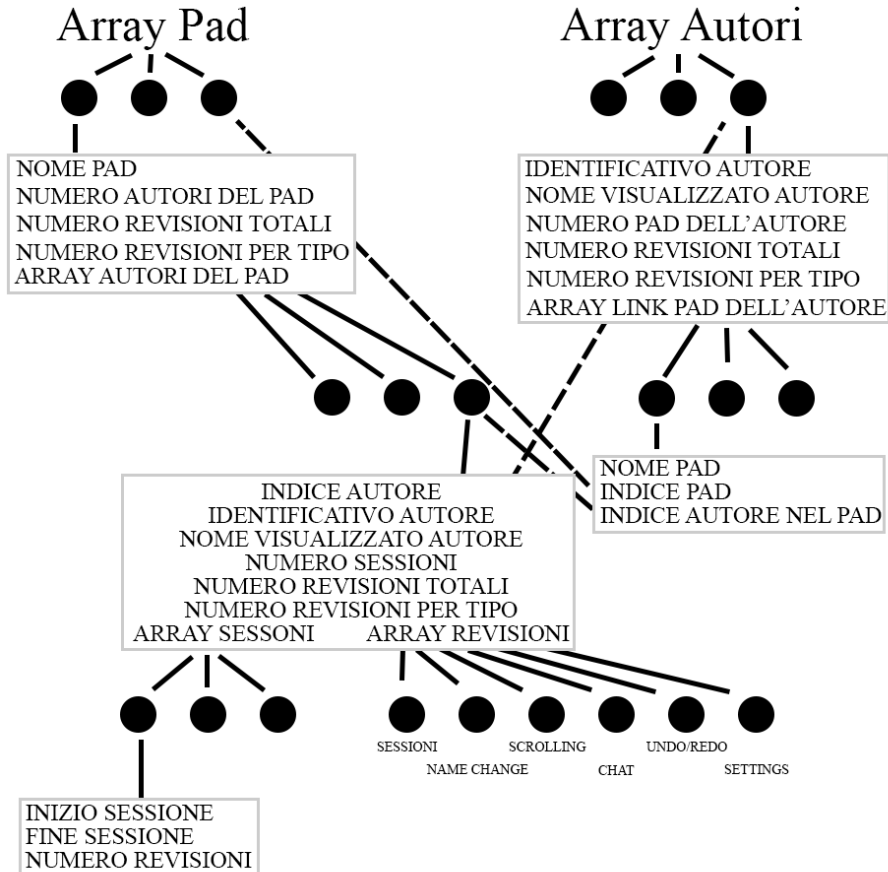 Array Pad
Array Autori
NOME PAD
NUMERO AUTORI DEL PAD
NUMERO REVISIONI TOTALI
NUMERO REVISIONI PER TIPO
ARRAY AUTORI DEL PAD
IDENTIFICATIVO AUTORE
NOME VISUALIZZATO AUTORE
NUMERO PAD DELL'AUTORE
NUMERO REVISIONI TOTALI
NUMERO REVISIONI PER TIPO
ARRAY LINK PAD DELL'AUTORE
NOME PAD
INDICE PAD
INDICE AUTORE NEL PAD
INDICE AUTORE
IDENTIFICATIVO AUTORE
NOME VISUALIZZATO AUTORE
NUMERO SESSIONI
NUMERO REVISIONI TOTALI
NUMERO REVISIONI PER TIPO
ARRAY SESSONI ARRAY REVISIONI
SESSIONI
NAME CHANGE
SCROLLING
CHAT
UNDO/REDO
SETTINGS
INIZIO SESSIONE
FINE SESSIONE
NUMERO REVISIONI